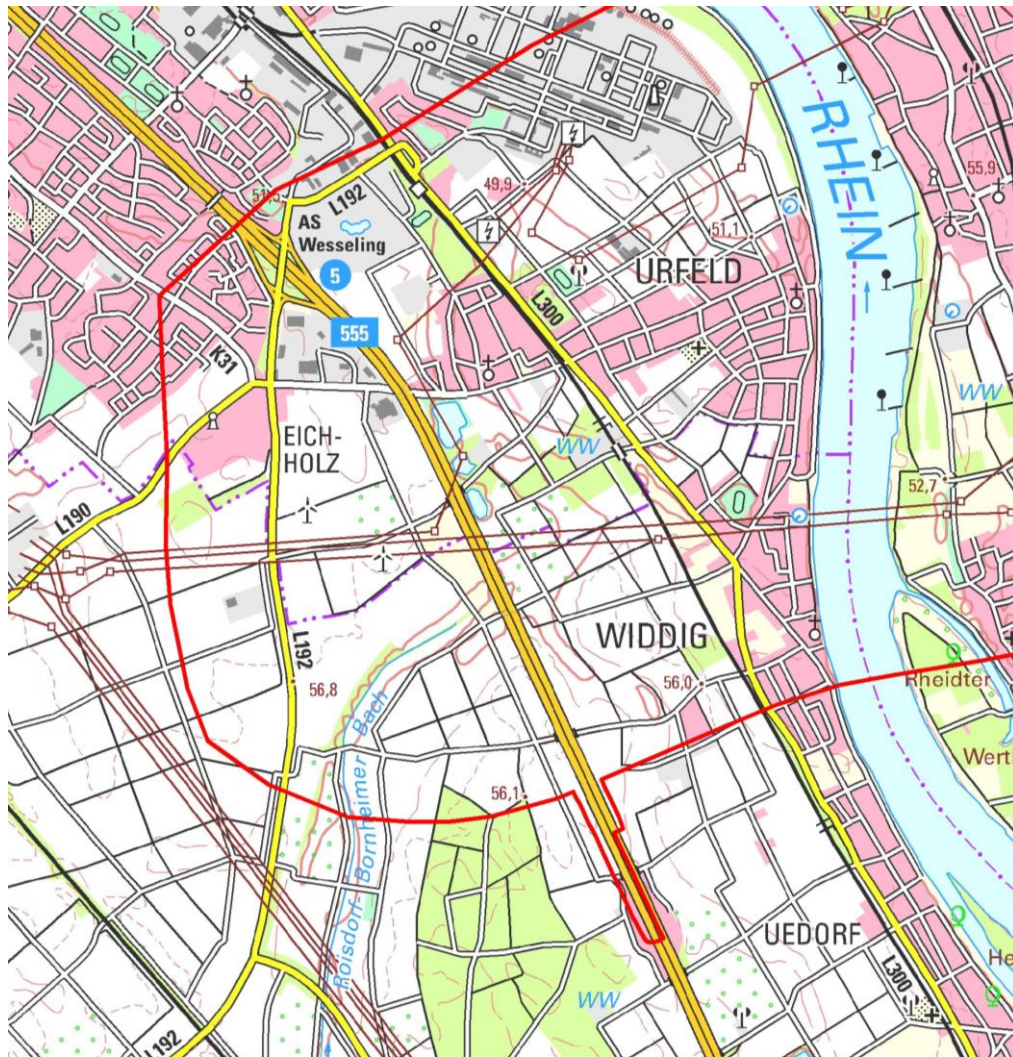 RHEIN
55,9
49,9
51,5
L192
AS
Wesseling
5
51,1
URFELD
555
L300
K31
WW
WW
EICH-
HOLZ
52,7
L190
WIDDIG
L192
56,8
56,0
Rheidter
Wert
Roisdorf-Bornheimer Bach
56,1
UEDORF
WW
L300
He
L192